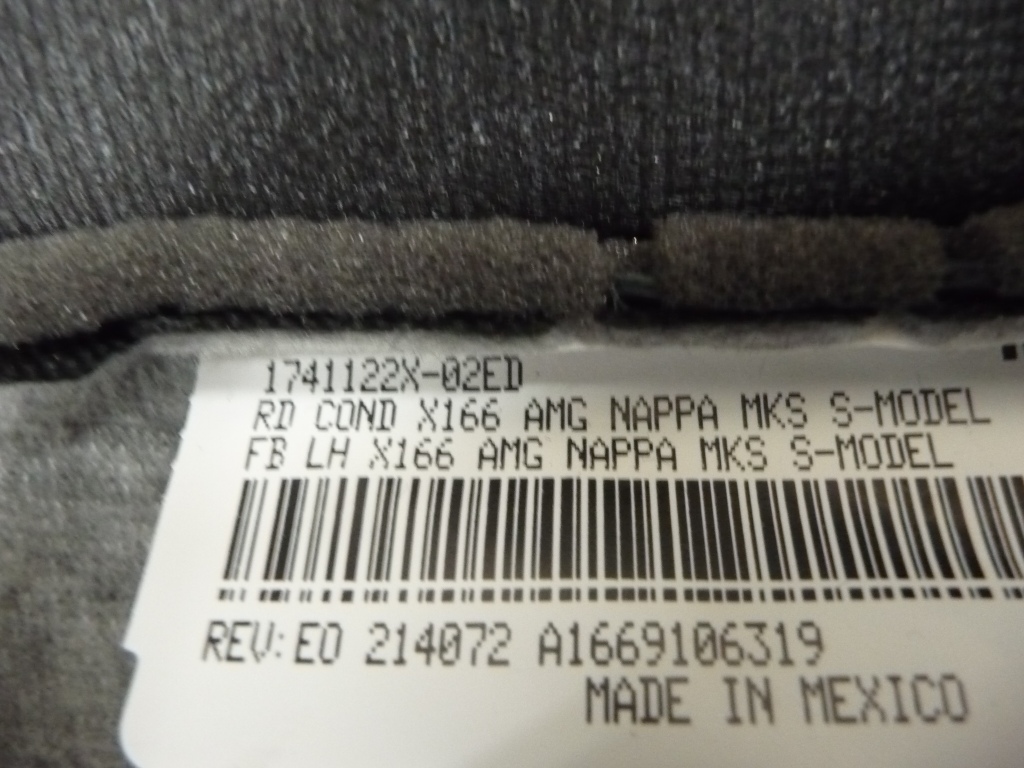 1741122X-02ED
RD COND X166 AMG NAPPA MKS S-MODEL
FB LH X166 AMG NAPPA MKS S-MODEL
REV: EO 214072 A1669106319
MADE IN MEXICO